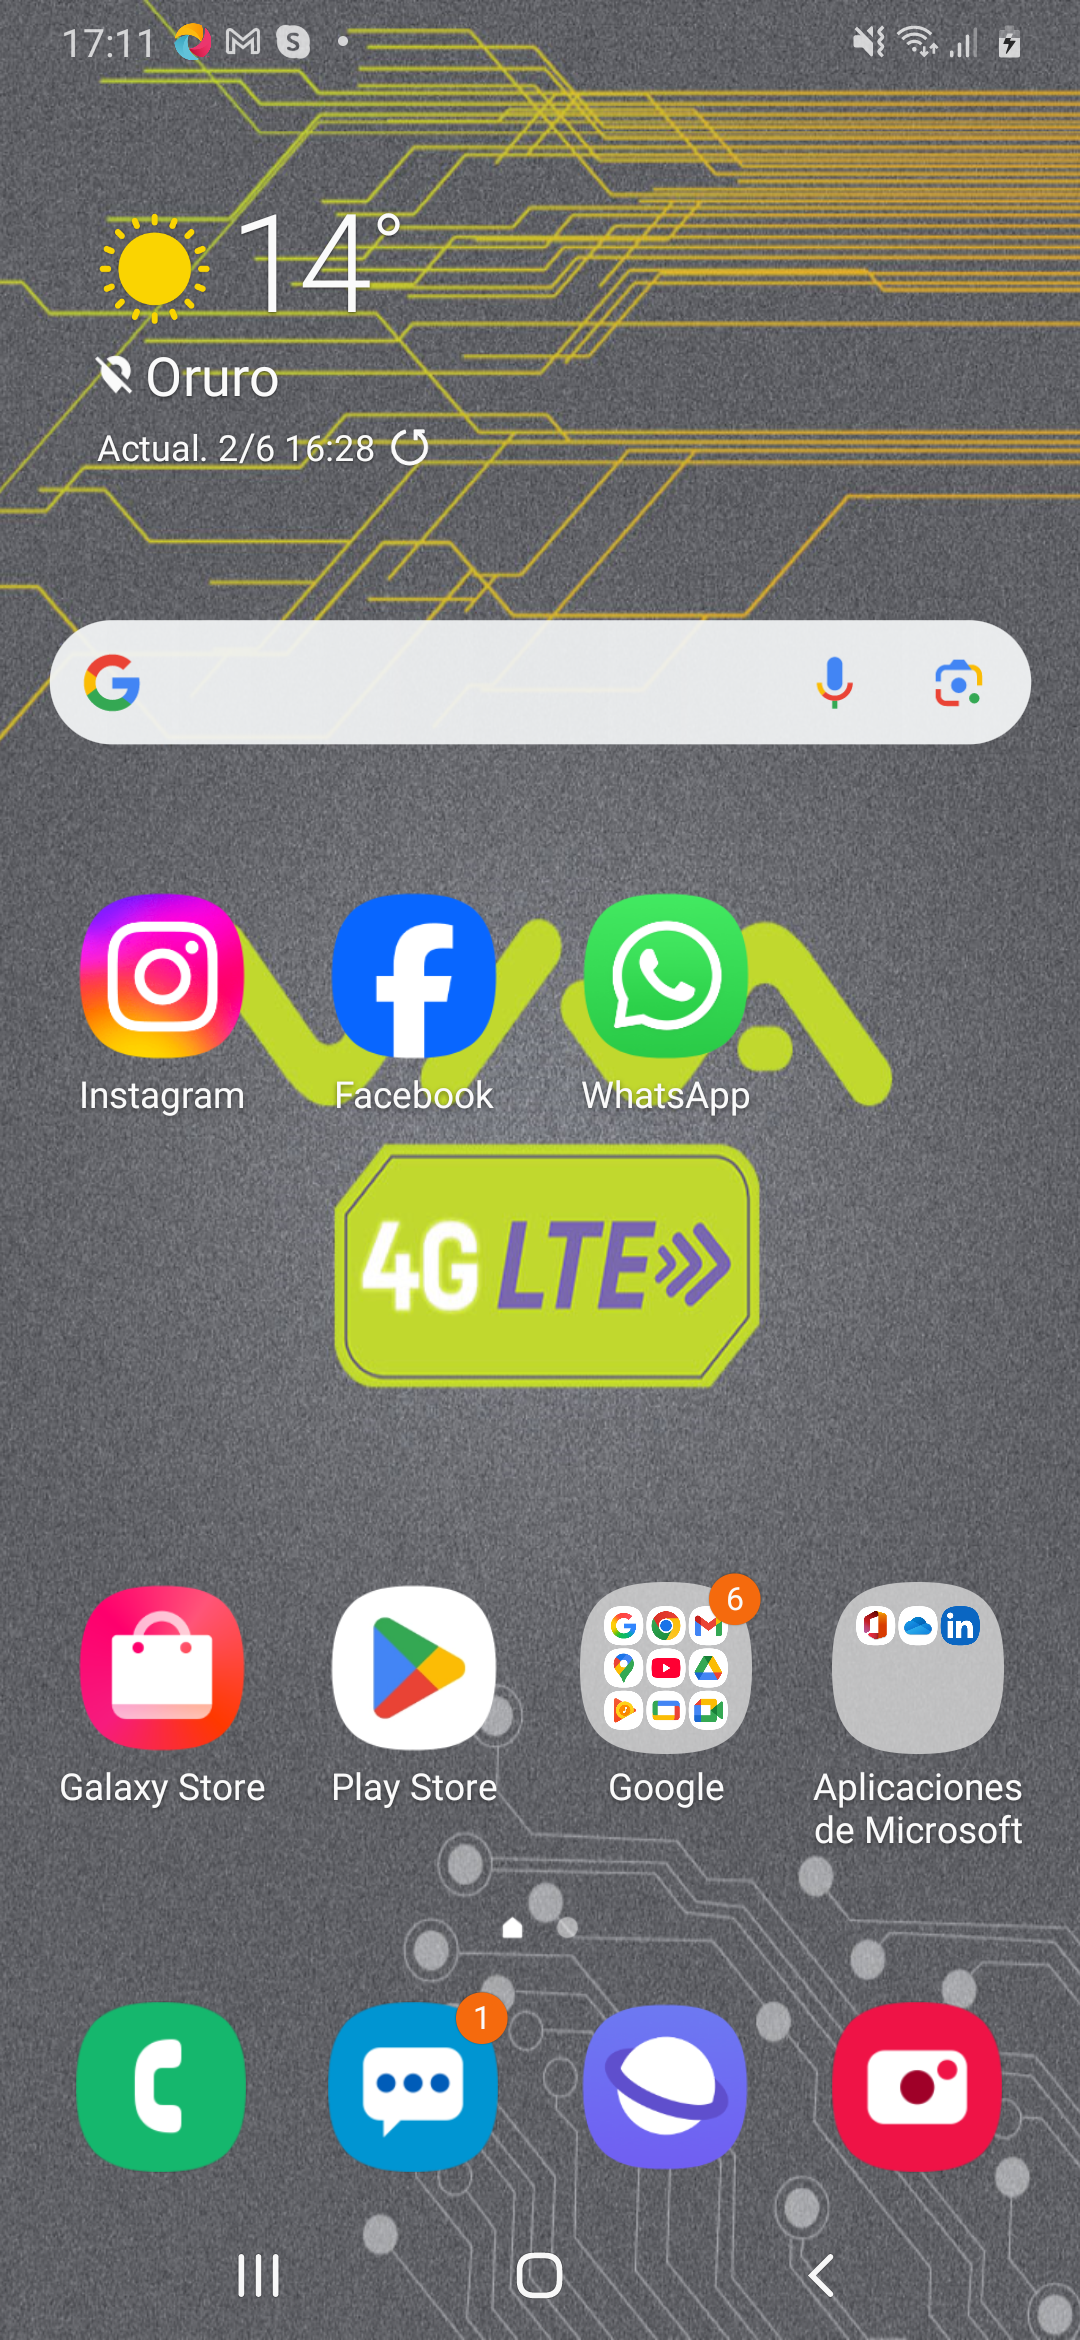 17:11
14°
Oruro
Actual. 2/6 16:28
Instagram
Facebook
WhatsApp
VIVA
4G LTE
6
Galaxy Store
Play Store
Google
Aplicaciones
de Microsoft
1